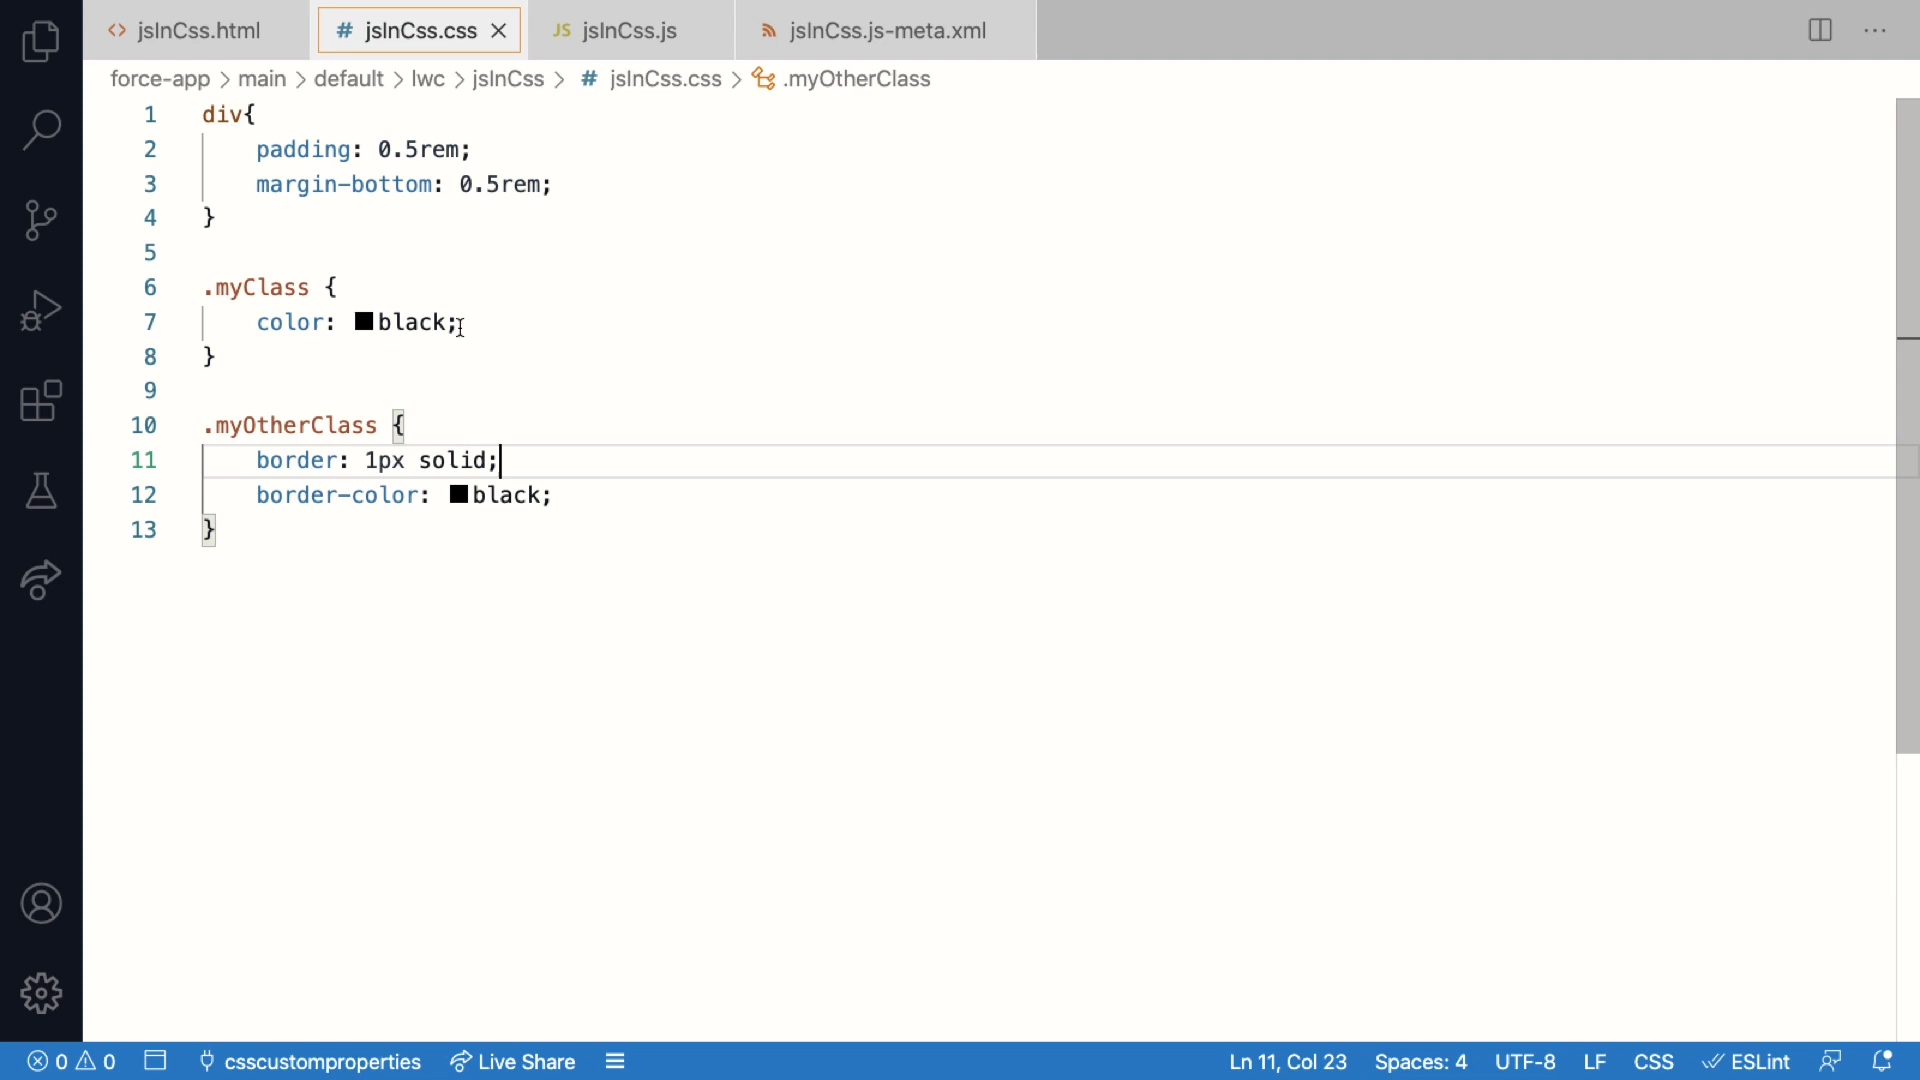 <> jsInCss.html # jsInCss.css JS jsInCss.js jsInCss.js-meta.xml
force-app > main > default > lwc > jsInCss > # jsInCss.css > .myOtherClass
1 div{
2 padding: 0.5rem;
3 margin-bottom: 0.5rem;
4 }
5
6 .myClass {
7 color: black;
8 }
9
10 .myOtherClass {
11 border: 1px solid;
12 border-color: black;
13 }
0 0 csscustomproperties Live Share Ln 11, Col 23 Spaces: 4 UTF-8 LF CSS ESLint